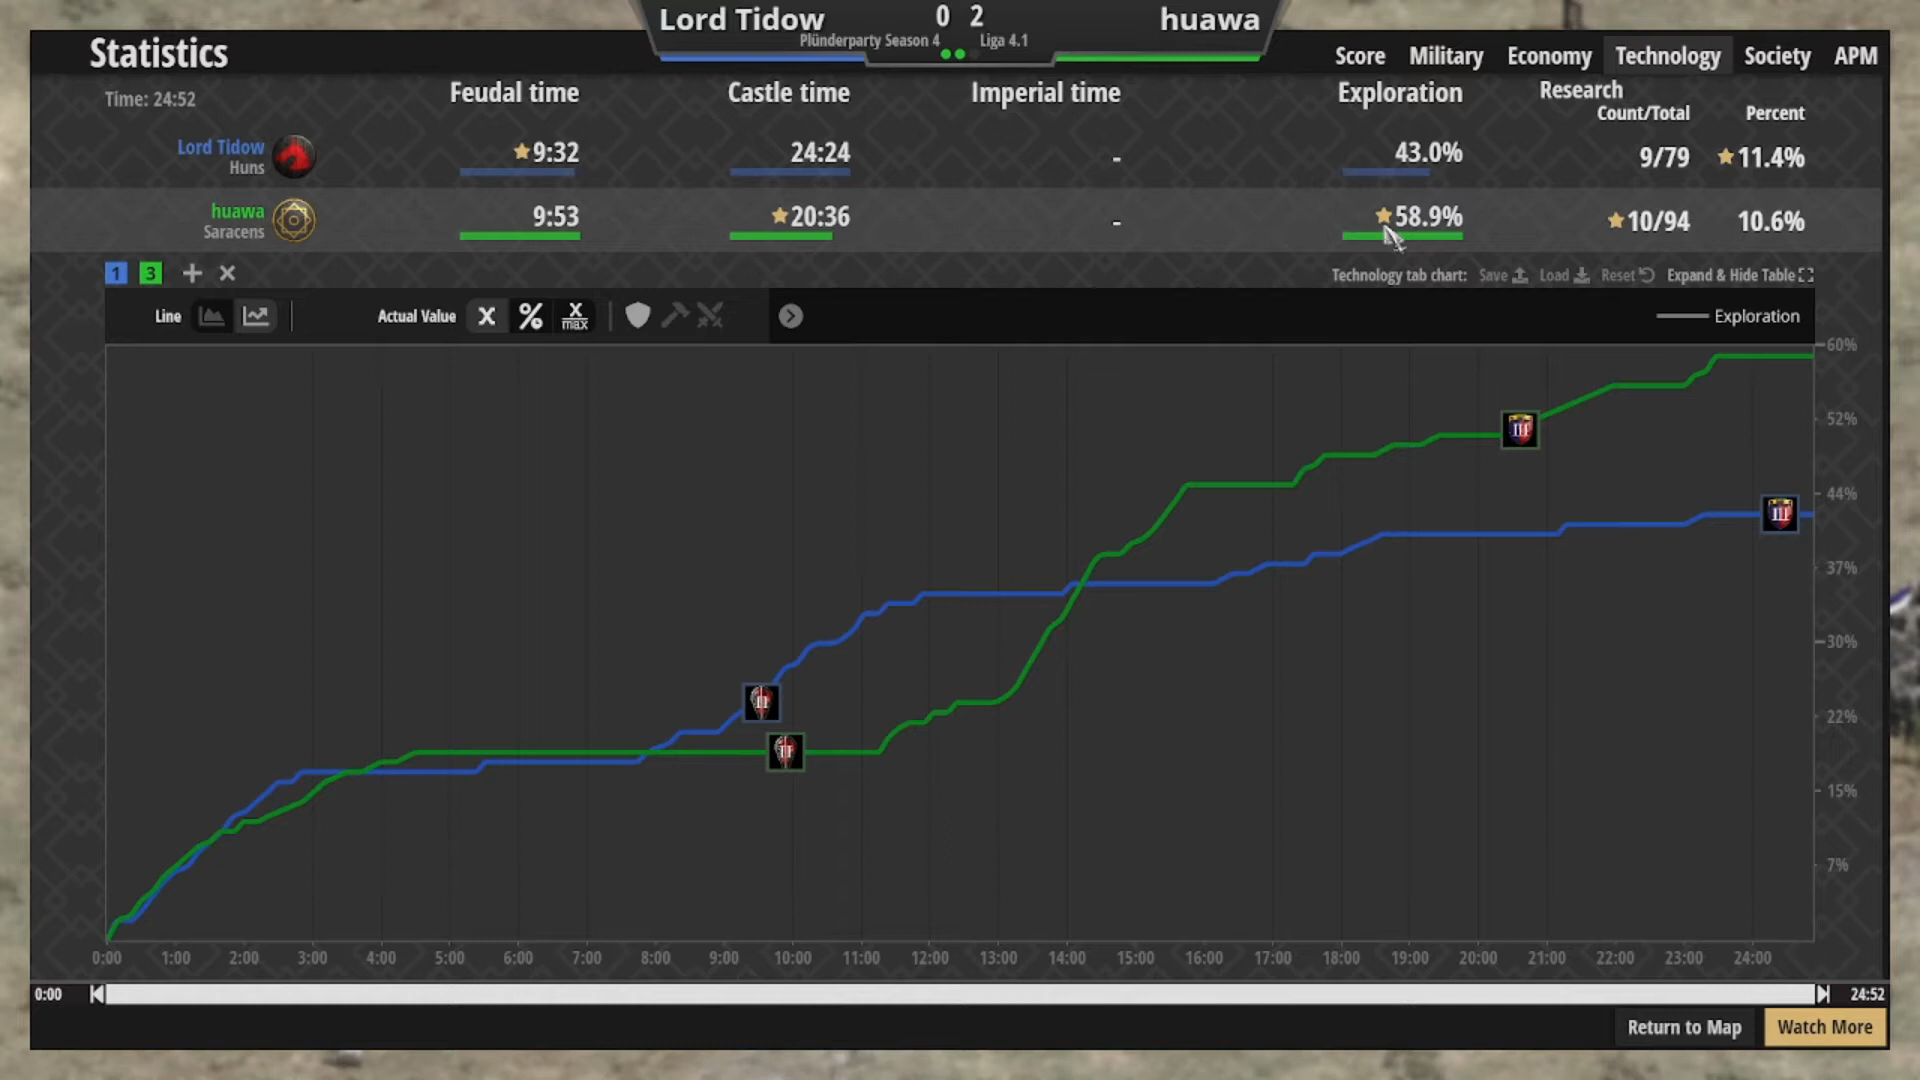 Lord Tidow 0 2 huawa
Plünderparty Season 4 Liga 4.1
Statistics
Score Military Economy Technology Society APM
Time: 24:52
Feudal time Castle time Imperial time Exploration Research
Count/Total Percent
Lord Tidow
Huns
9:32 24:24 - 43.0% 9/79 11.4%
huawa
Saracens
9:53 20:36 - 58.9% 10/94 10.6%
1 3
Technology tab chart: Save Load Reset Expand & Hide Table
Line Actual Value X % X max
Exploration
60%
52%
44%
37%
30%
22%
15%
7%
III
III
II
II
0:00 1:00 2:00 3:00 4:00 5:00 6:00 7:00 8:00 9:00 10:00 11:00 12:00 13:00 14:00 15:00 16:00 17:00 18:00 19:00 20:00 21:00 22:00 23:00 24:00
0:00 24:52
Return to Map Watch More